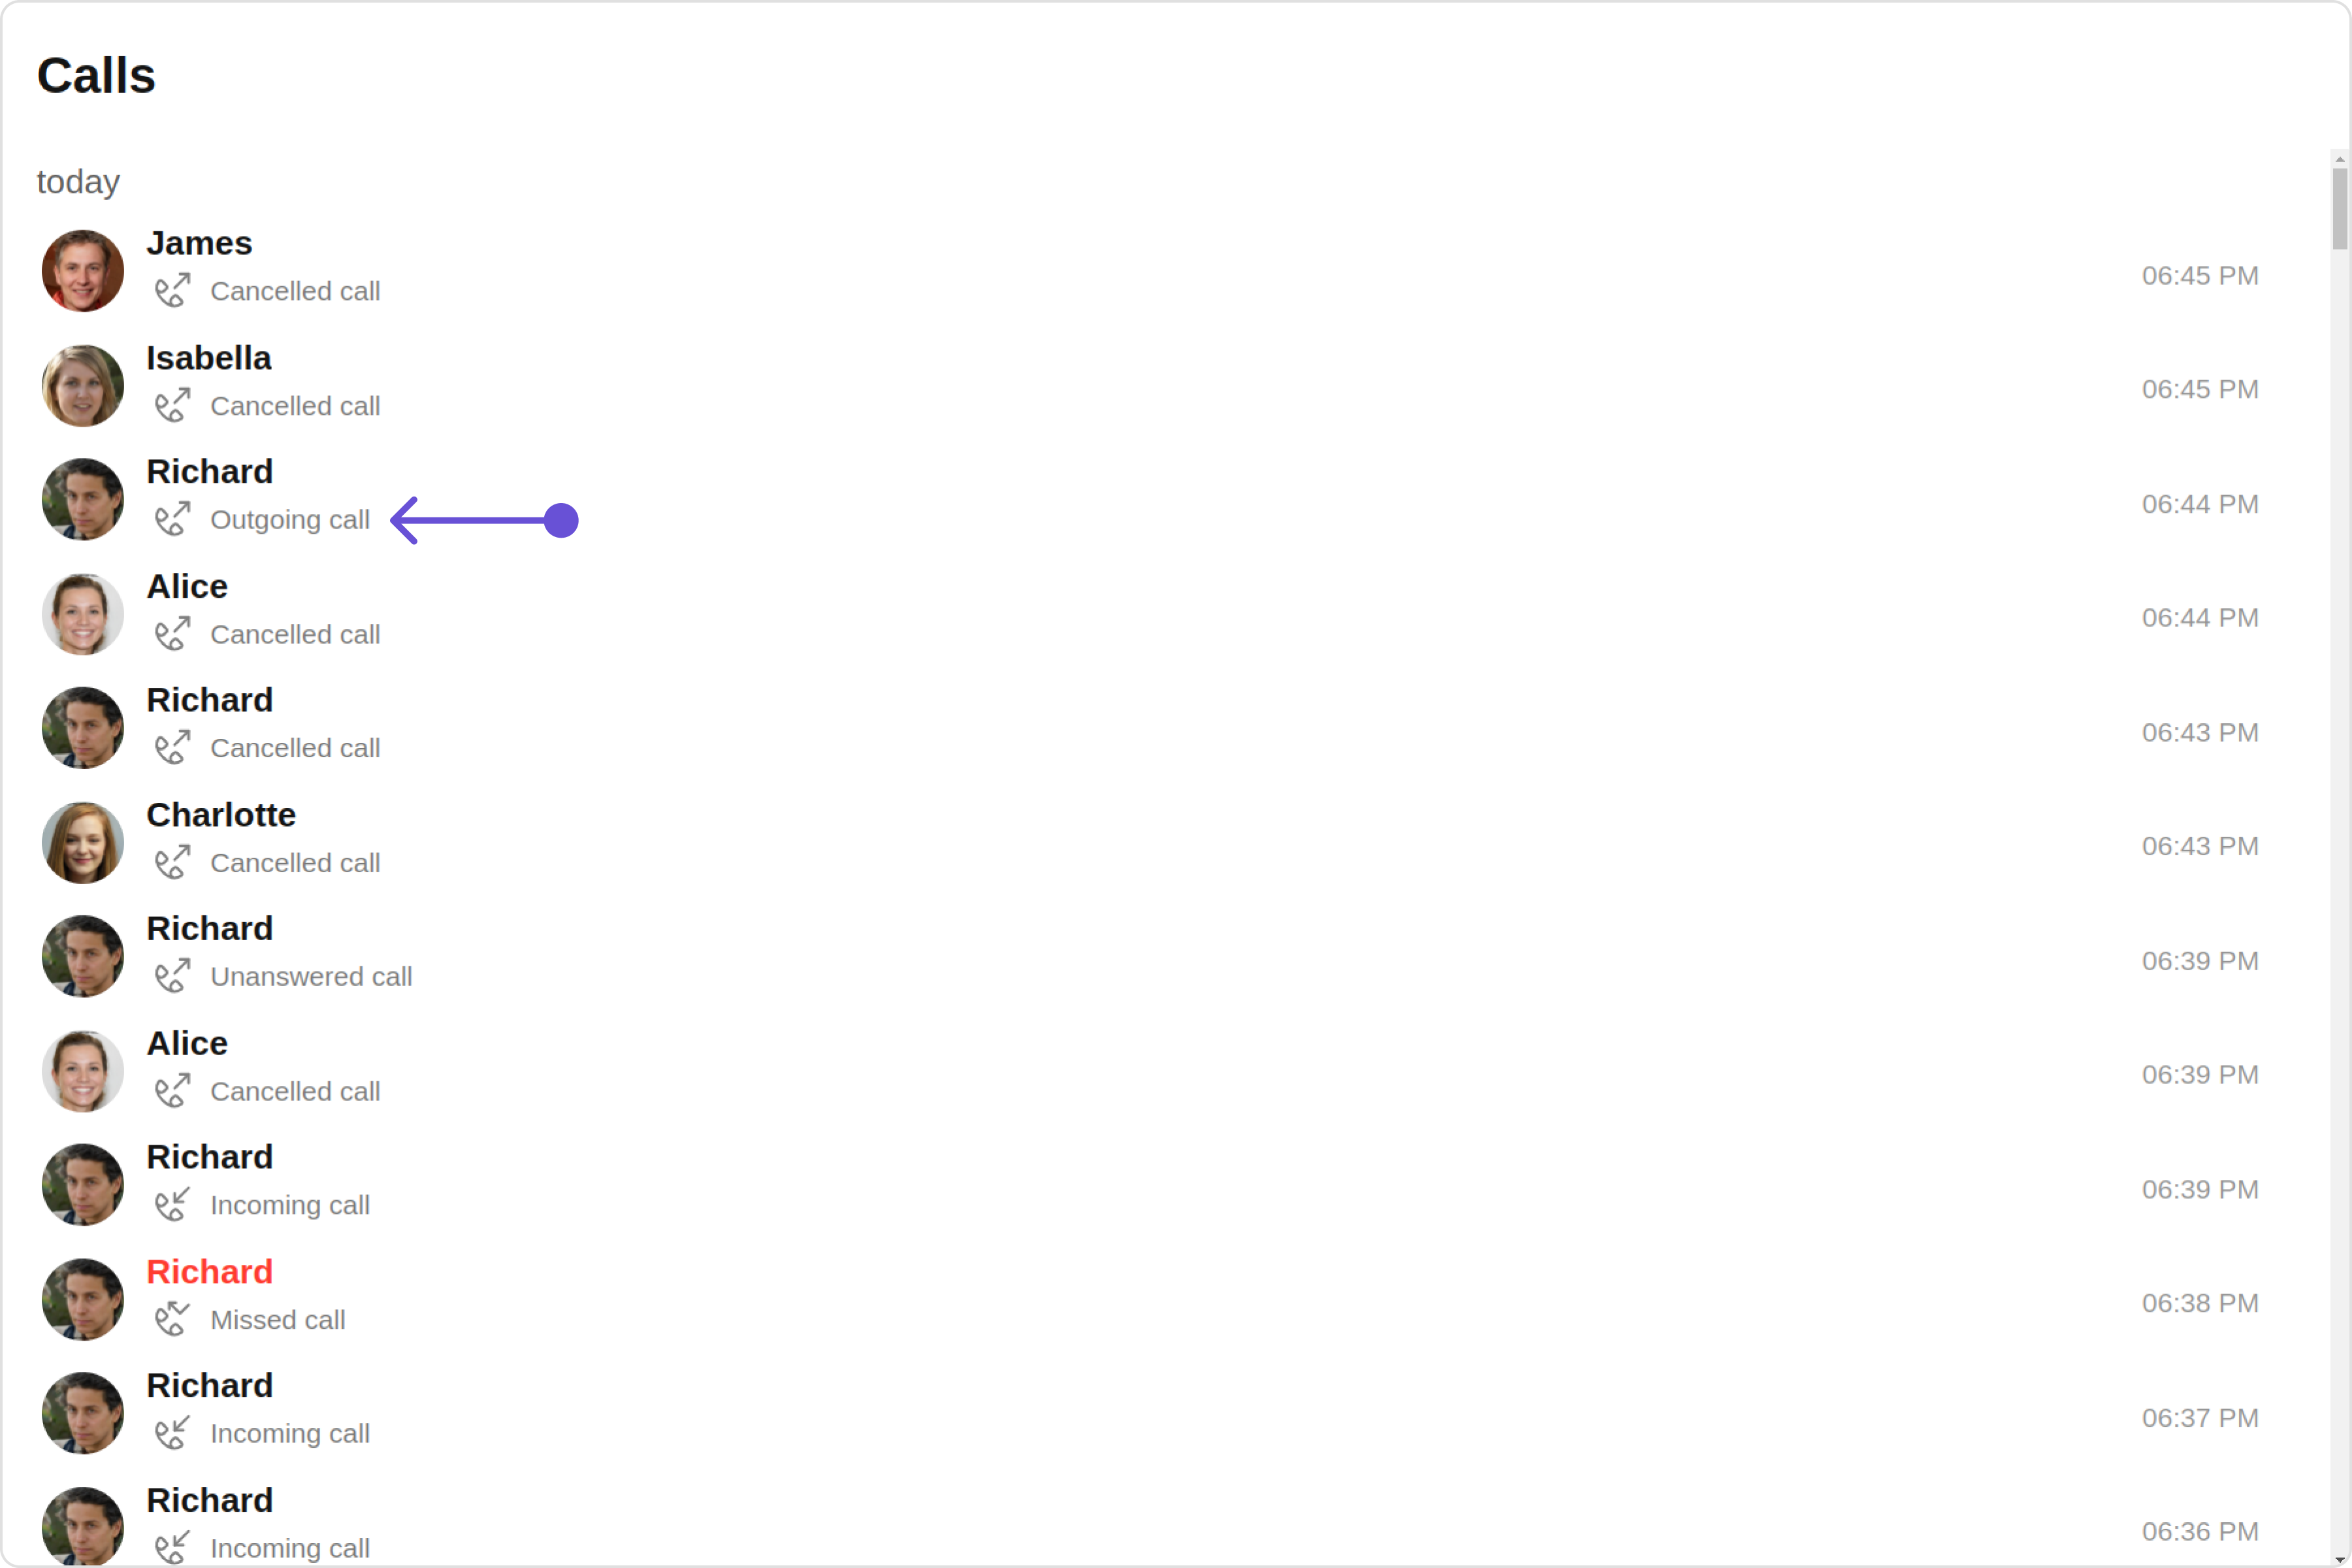 Calls
today
James
Cancelled call
06:45 PM
Isabella
Cancelled call
06:45 PM
Richard
Outgoing call
06:44 PM
Alice
Cancelled call
06:44 PM
Richard
Cancelled call
06:43 PM
Charlotte
Cancelled call
06:43 PM
Richard
Unanswered call
06:39 PM
Alice
Cancelled call
06:39 PM
Richard
Incoming call
06:39 PM
Richard
Missed call
06:38 PM
Richard
Incoming call
06:37 PM
Richard
Incoming call
06:36 PM